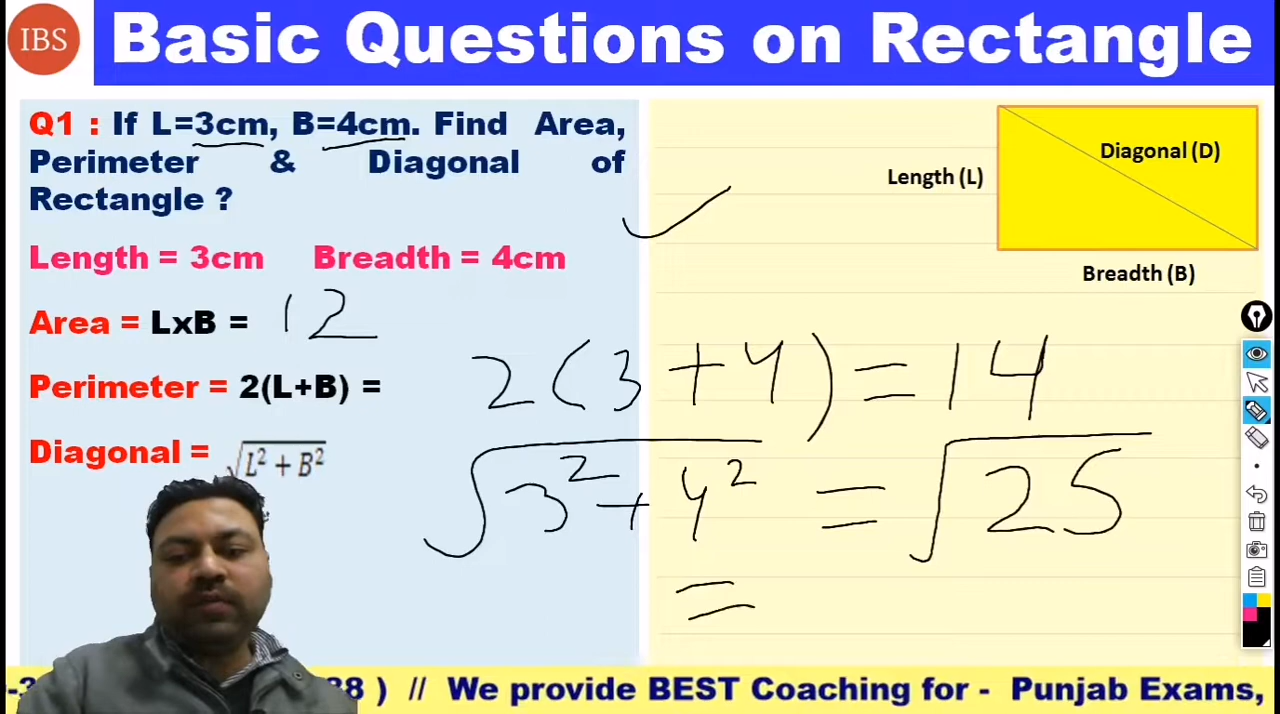 IBS
Basic Questions on Rectangle
Q1 : If L=3cm, B=4cm. Find Area,
Perimeter & Diagonal of
Rectangle ?
Length = 3cm Breadth = 4cm
Area = LxB = 12
Perimeter = 2(L+B) = 2(3+4) = 14
Diagonal = √L² + B² √3² + 4² = √25
=
Diagonal (D)
Length (L)
Breadth (B)
) // We provide BEST Coaching for - Punjab Exams,